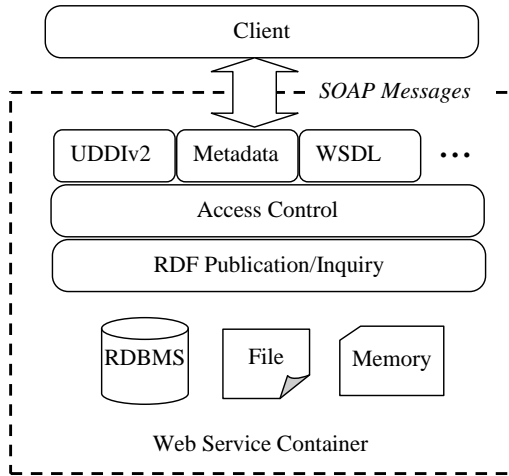 Client
SOAP Messages
UDDIv2 Metadata WSDL ...
Access Control
RDF Publication/Inquiry
RDBMS File Memory
Web Service Container